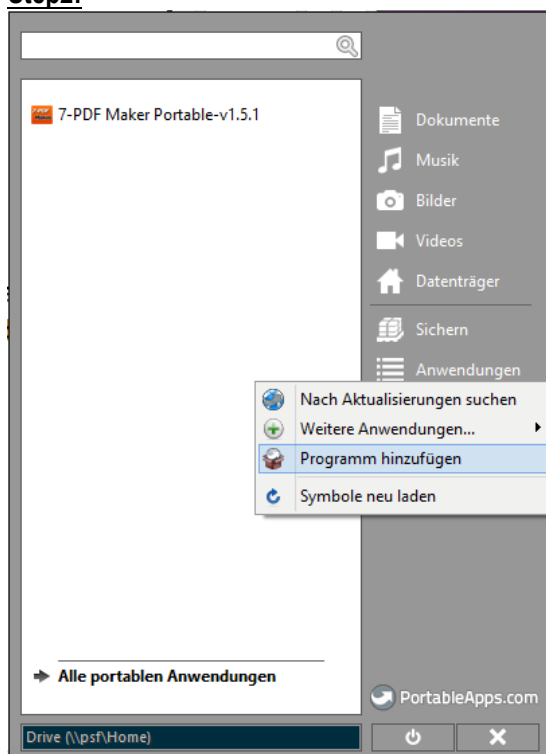 Step2:
7-PDF Maker Portable-v1.5.1
Dokumente
Musik
Bilder
Videos
Datenträger
Sichern
Anwendungen
Nach Aktualisierungen suchen
Weitere Anwendungen...
Programm hinzufügen
Symbole neu laden
Alle portablen Anwendungen
PortableApps.com
Drive (\\psf\Home)